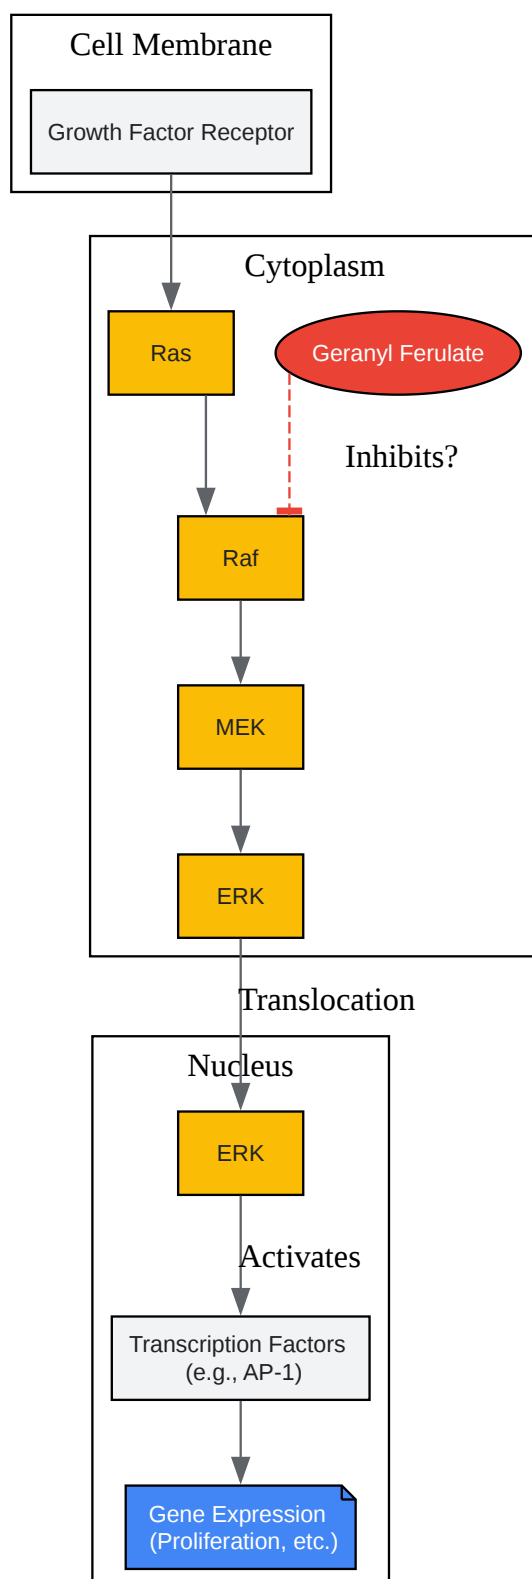 Cell Membrane
Growth Factor Receptor
Cytoplasm
Ras
Geranyl Ferulate
Inhibits?
Raf
MEK
ERK
Translocation
Nucleus
ERK
Activates
Transcription Factors
(e.g., AP-1)
Gene Expression
(Proliferation, etc.)